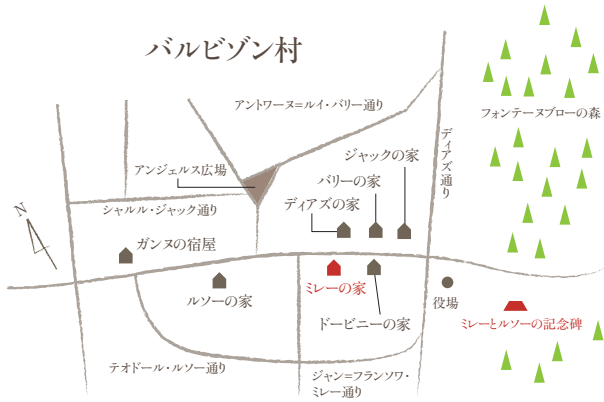 バルビゾン村
アントワーヌ=ルイ・バリー通り
フォンテーヌブローの森
ディアズ通り
ジャックの家
アンジェルス広場
バリーの家
ディアズの家
シャルル・ジャック通り
N
ガンヌの宿屋
ルソーの家
ミレーの家
役場
ドービニーの家
ミレーとルソーの記念碑
テオドール・ルソー通り
ジャン=フランソワ・
ミレー通り